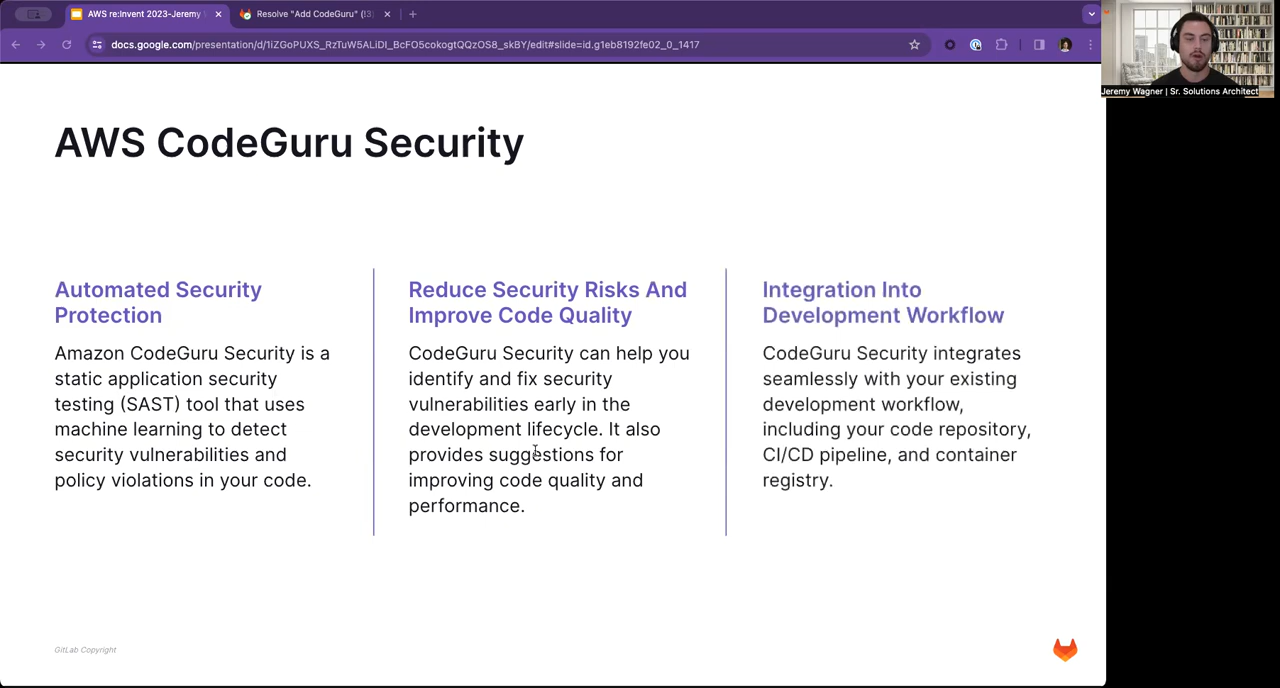 AWS re:Invent 2023-Jeremy
Resolve "Add CodeGuru" (!3)
docs.google.com/presentation/d/1iZGoPUXS_RzTuW5ALiDI_BcFO5cokogtQQzOS8_skBY/edit#slide=id.g1eb8192fe02_0_1417
Jeremy Wagner | Sr. Solutions Architect
AWS CodeGuru Security
Automated Security
Protection
Amazon CodeGuru Security is a
static application security
testing (SAST) tool that uses
machine learning to detect
security vulnerabilities and
policy violations in your code.
Reduce Security Risks And
Improve Code Quality
CodeGuru Security can help you
identify and fix security
vulnerabilities early in the
development lifecycle. It also
provides suggestions for
improving code quality and
performance.
Integration Into
Development Workflow
CodeGuru Security integrates
seamlessly with your existing
development workflow,
including your code repository,
CI/CD pipeline, and container
registry.
GitLab Copyright